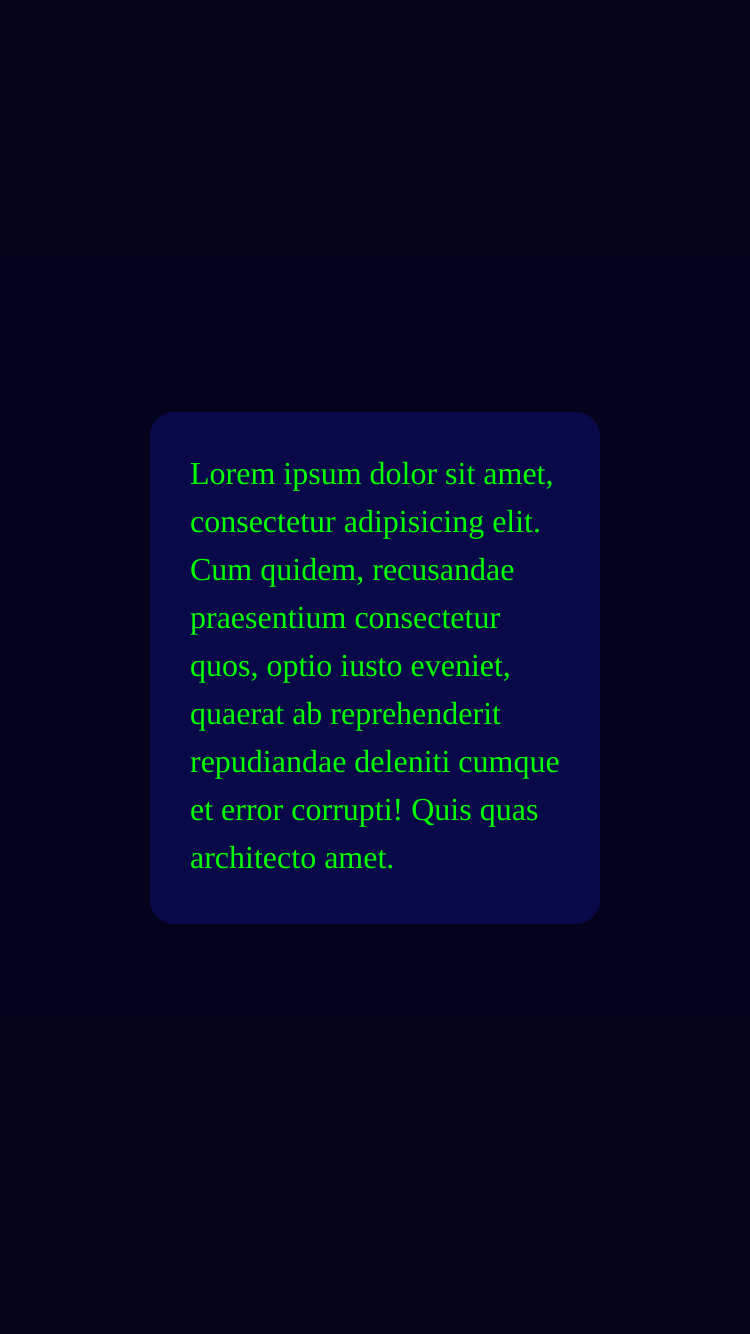 Lorem ipsum dolor sit amet,
consectetur adipisicing elit.
Cum quidem, recusandae
praesentium consectetur
quos, optio iusto eveniet,
quaerat ab reprehenderit
repudiandae deleniti cumque
et error corrupti! Quis quas
architecto amet.